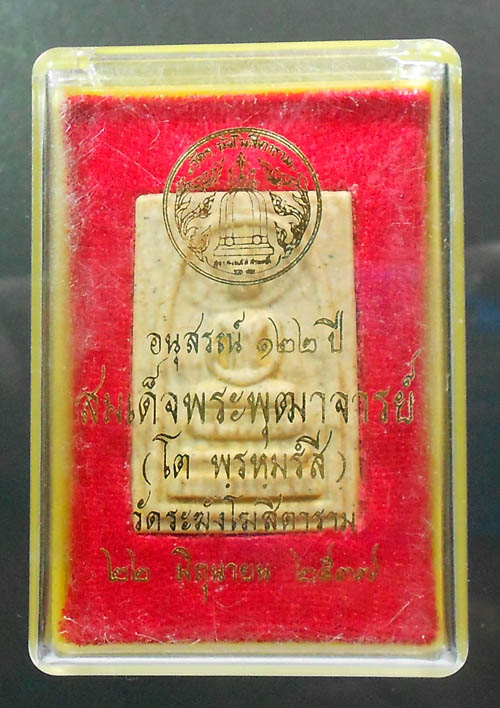 อนุสรณ์ ๑๒๒ ปี
สมเด็จพระพุฒาจารย์
(โต พฺรหฺมรํสี)
วัดระฆังโฆสิตาราม
๒๒ มิถุนายน ๒๕๓๗